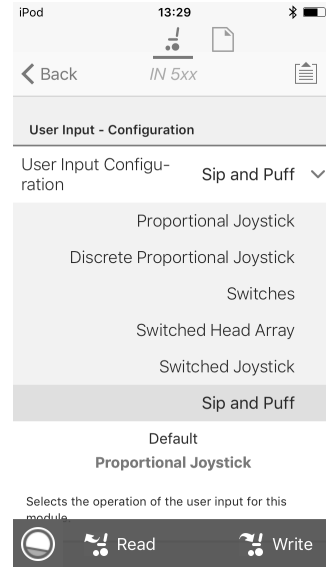 iPod 13:29
Back IN 5xx
User Input - Configuration
User Input Configu-
ration
Sip and Puff
Proportional Joystick
Discrete Proportional Joystick
Switches
Switched Head Array
Switched Joystick
Sip and Puff
Default
Proportional Joystick
Selects the operation of the user input for this
module.
Read Write